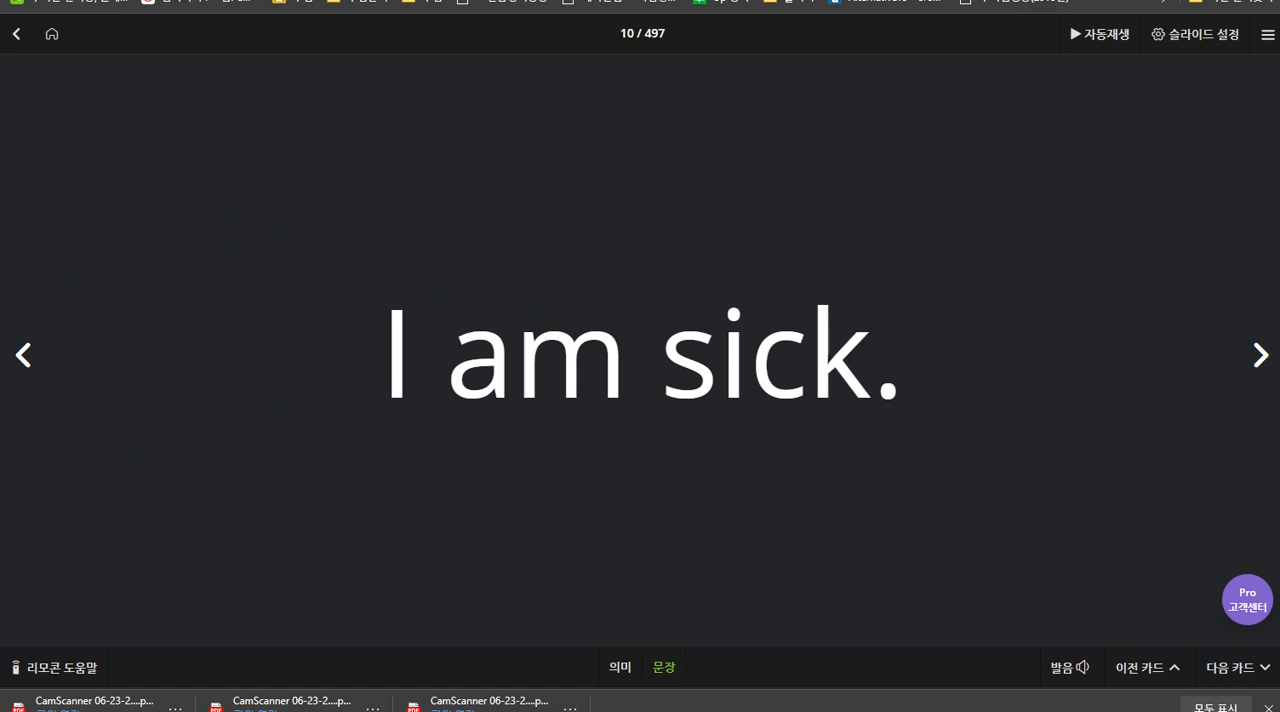 10 / 497
자동재생
슬라이드 설정
I am sick.
Pro
고객센터
리모콘 도움말
의미
문장
발음
이전 카드
다음 카드
CamScanner 06-23-2....p...
CamScanner 06-23-2....p...
CamScanner 06-23-2....p...
모두 표시